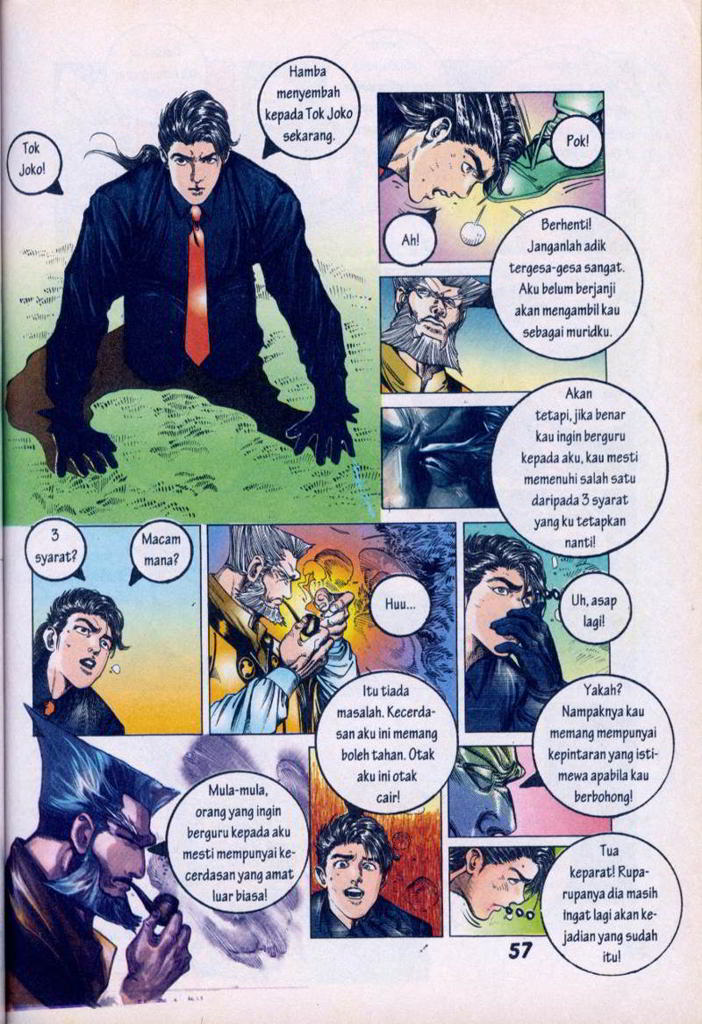 Tok
Joko!
Hamba
menyembah
kepada Tok Joko
sekarang.
Pok!
Ah!
Berhenti!
Janganlah adik
tergesa-gesa sangat.
Aku belum berjanji
akan mengambil kau
sebagai muridku.
Akan
tetapi, jika benar
kau ingin berguru
kepada aku, kau mesti
memenuhi salah satu
daripada 3 syarat
yang ku tetapkan
nanti!
3
syarat?
Macam
mana?
Huu...
Uh, asap
lagi!
Mula-mula,
orang yang ingin
berguru kepada aku
mesti mempunyai ke-
cerdasan yang amat
luar biasa!
Itu tiada
masalah. Kecerda-
san aku ini memang
boleh tahan. Otak
aku ini otak
cair!
Yakah?
Nampaknya kau
memang mempunyai
kepintaran yang isti-
mewa apabila kau
berbohong!
Tua
keparat! Rupa-
rupanya dia masih
ingat lagi akan ke-
jadian yang sudah
itu!
57